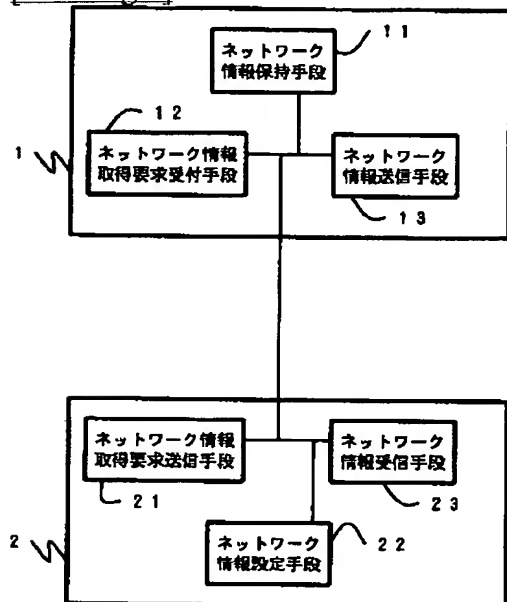 ネットワーク
情報保持手段
11
12
ネットワーク情報
取得要求受付手段
1
ネットワーク
情報送信手段
13
ネットワーク情報
取得要求送信手段
21
ネットワーク
情報受信手段
23
2
ネットワーク
情報設定手段
22